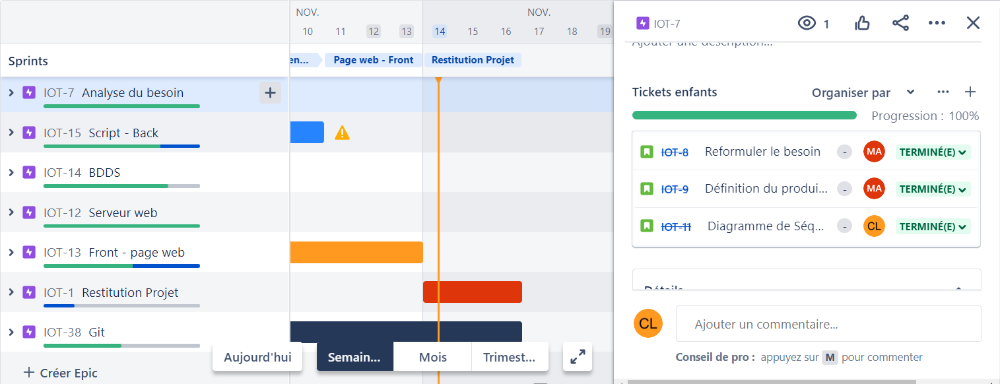 NOV.
NOV.
10 11 12 13 14 15 16 17 18 19
Sprints
en...
Page web - Front
Restitution Projet
IOT-7 Analyse du besoin
IOT-15 Script - Back
IOT-14 BDDS
IOT-12 Serveur web
IOT-13 Front - page web
IOT-1 Restitution Projet
IOT-38 Git
Créer Epic
Aujourd'hui
Semain...
Mois
Trimest...
IOT-7
1
Ajouter une description...
Tickets enfants
Organiser par
Progression : 100%
IOT-8 Reformuler le besoin - MA TERMINÉ(E)
IOT-9 Définition du produi... - MA TERMINÉ(E)
IOT-11 Diagramme de Séq... - CL TERMINÉ(E)
Détails
CL
Ajouter un commentaire...
Conseil de pro : appuyez sur M pour commenter